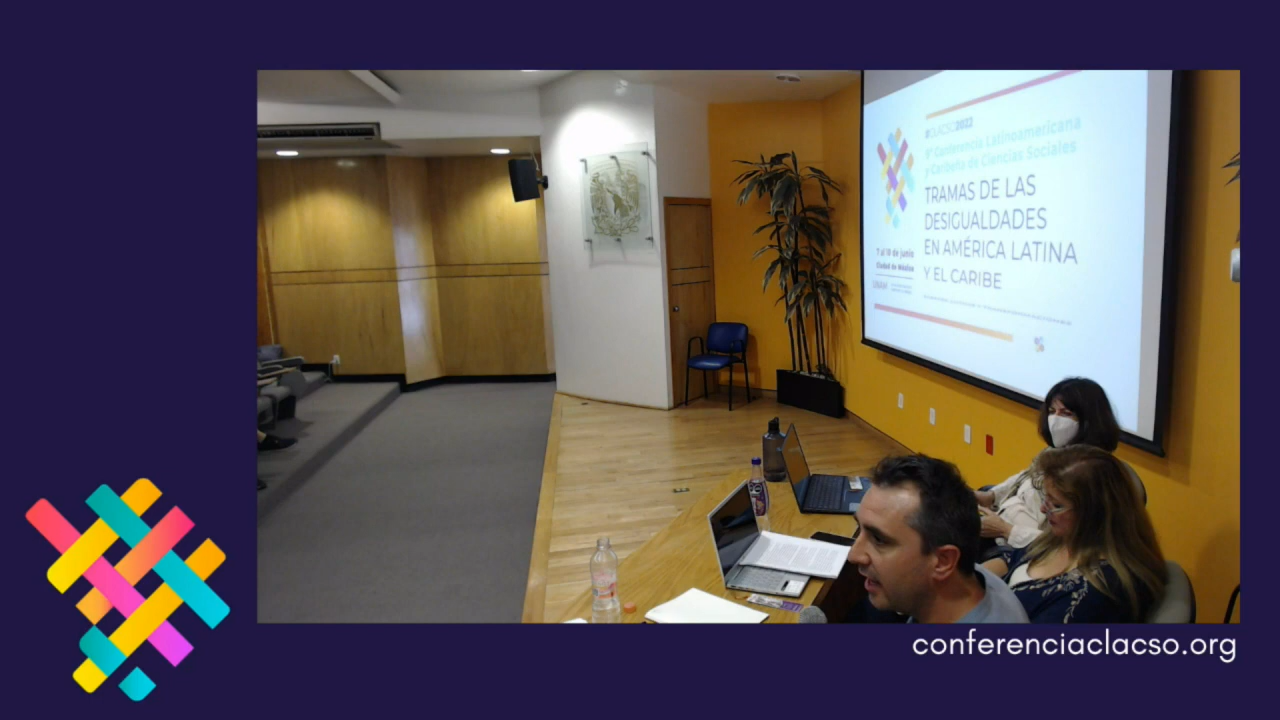 #CLACSO2022
9ª Conferencia Latinoamericana
y Caribeña de Ciencias Sociales
TRAMAS DE LAS
DESIGUALDADES
EN AMÉRICA LATINA
Y EL CARIBE
7 al 10 de junio
Ciudad de México
UNAM
conferenciaclacso.org